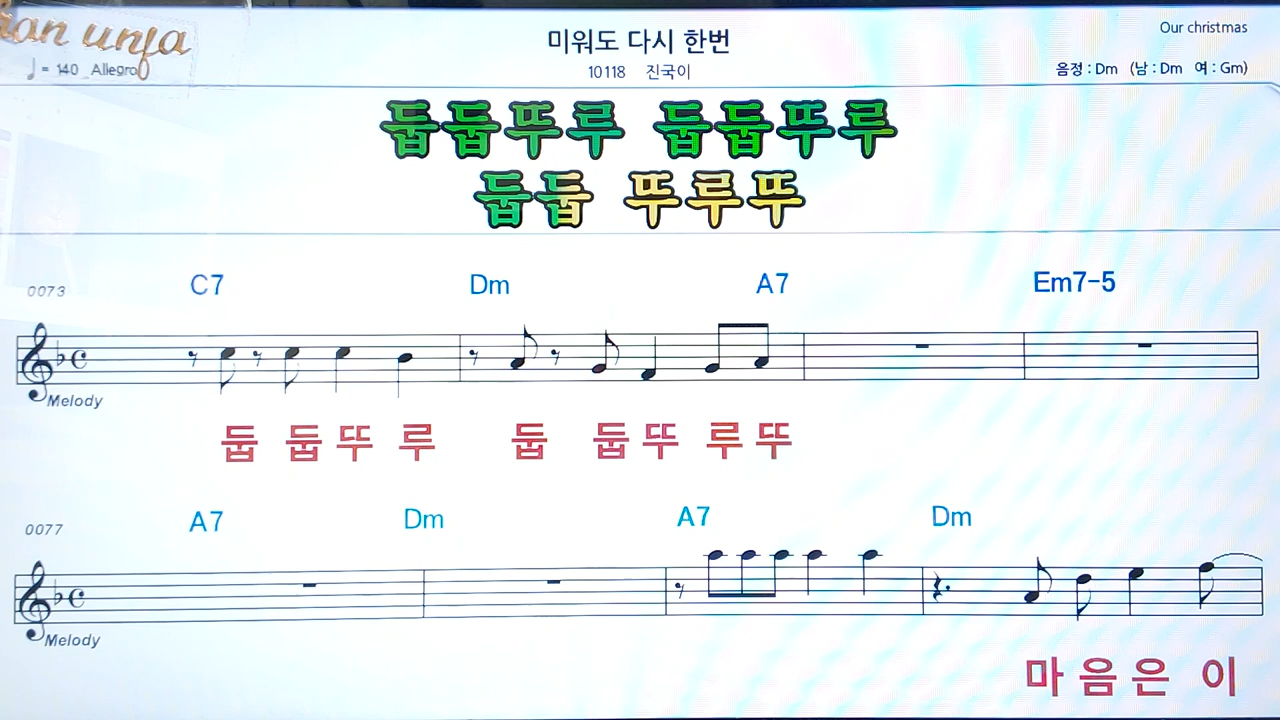 미워도 다시 한번
Our christmas
♩ = 140 Allegro
10118 진국이
음정 : Dm (남 : Dm 여 : Gm)
둡둡뚜루 둡둡뚜루
둡둡 뚜루뚜
0073 C7 Dm A7 Em7-5
Melody
둡 둡 뚜 루 둡 둡 뚜 루 뚜
0077 A7 Dm A7 Dm
Melody
마 음 은 이